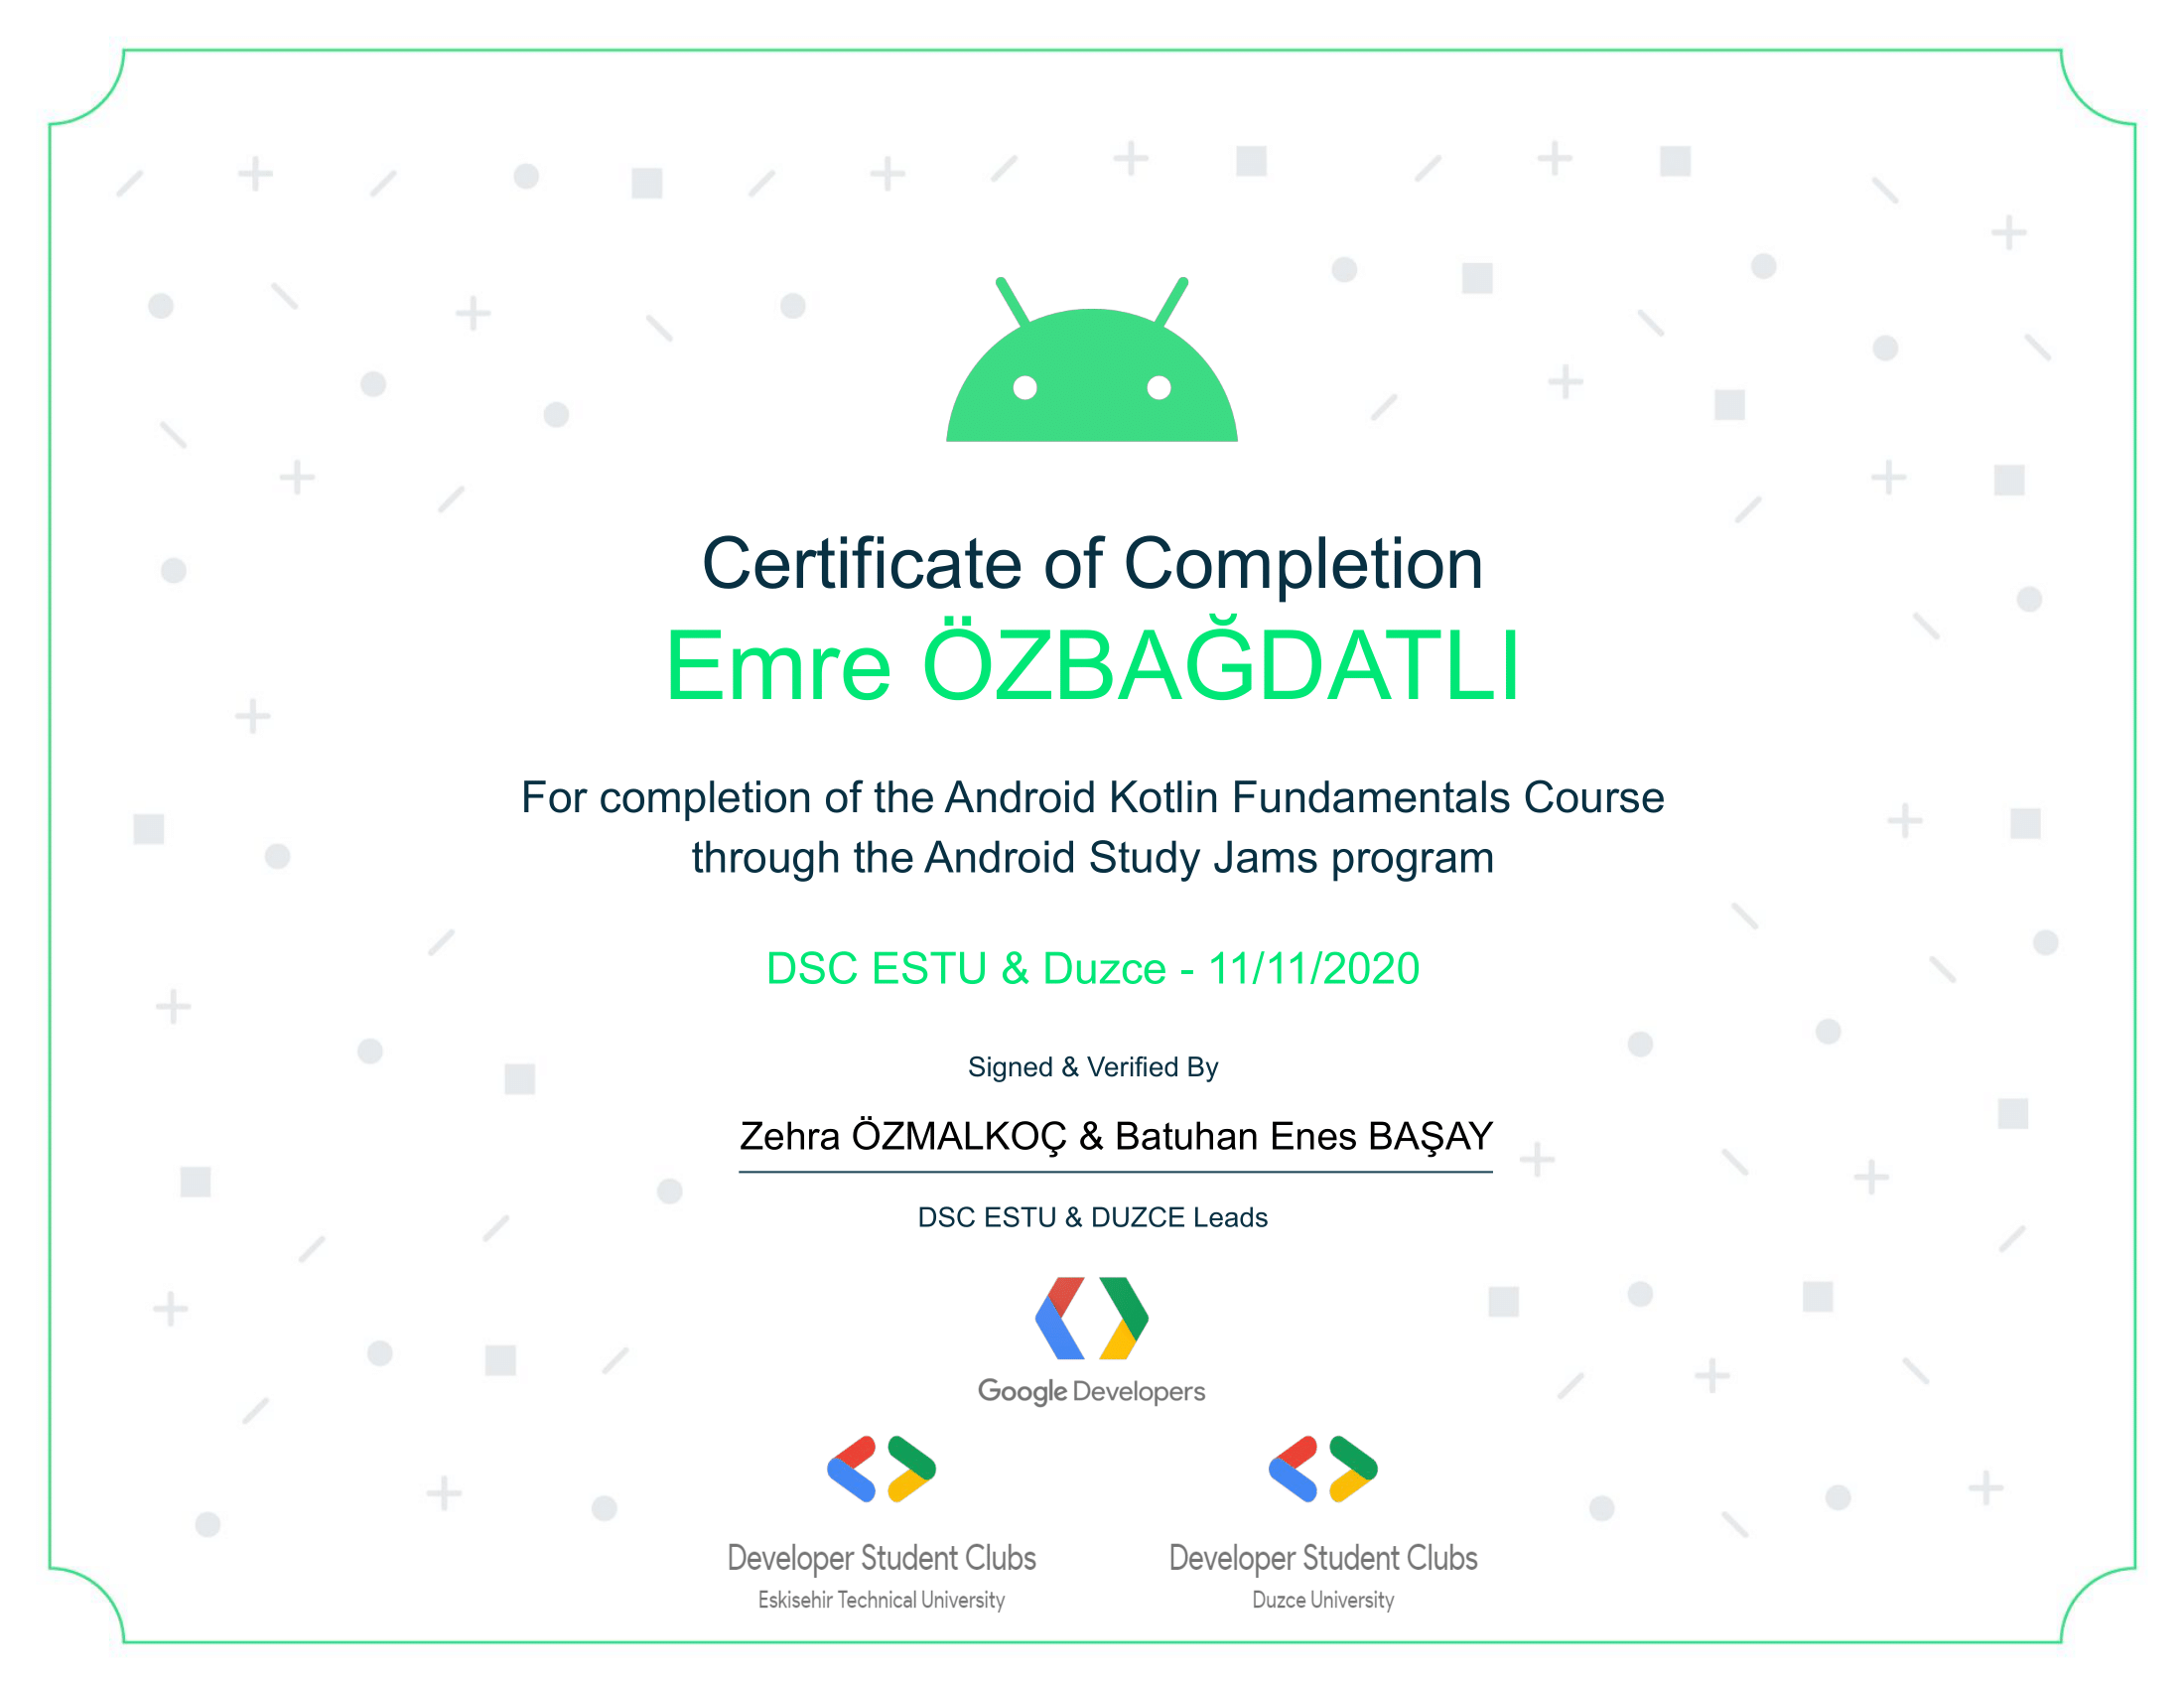 Certificate of Completion
Emre ÖZBAĞDATLI
For completion of the Android Kotlin Fundamentals Course
through the Android Study Jams program
DSC ESTU & Duzce - 11/11/2020
Signed & Verified By
Zehra ÖZMALKOÇ & Batuhan Enes BAŞAY
DSC ESTU & DUZCE Leads
Google Developers
Developer Student Clubs
Eskisehir Technical University
Developer Student Clubs
Duzce University